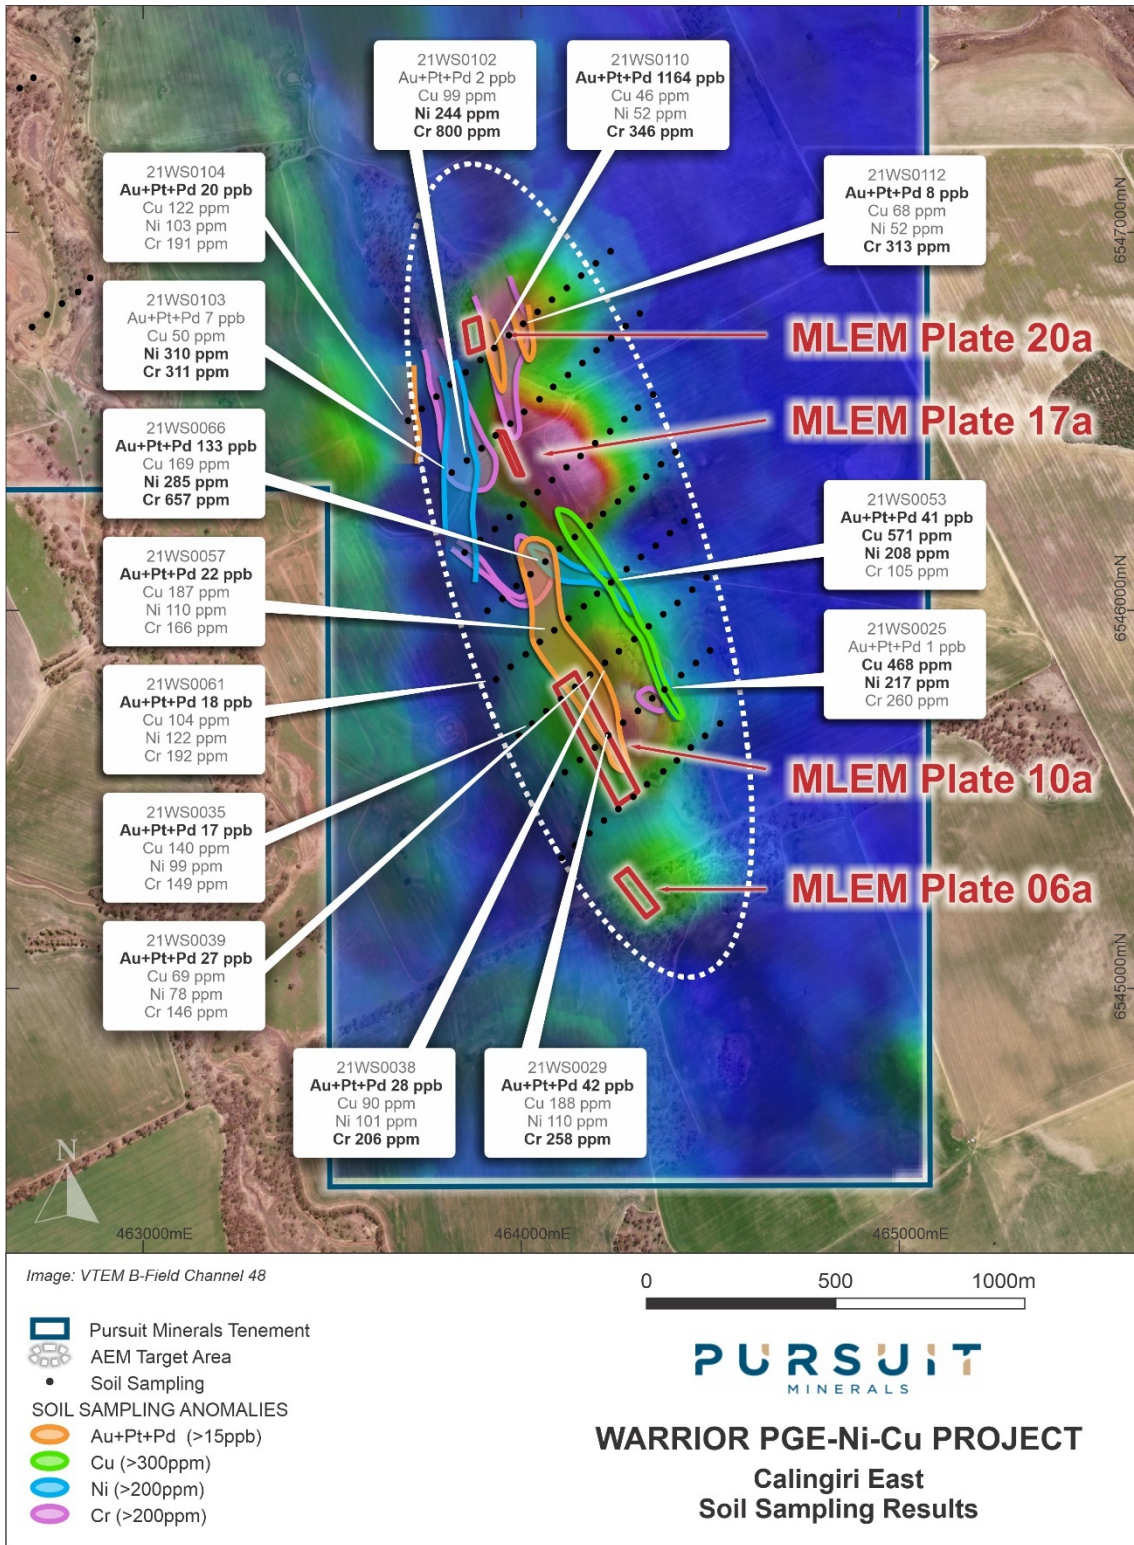 21WS0102
Au+Pt+Pd 2 ppb
Cu 99 ppm
Ni 244 ppm
Cr 800 ppm
21WS0110
Au+Pt+Pd 1164 ppb
Cu 46 ppm
Ni 52 ppm
Cr 346 ppm
21WS0104
Au+Pt+Pd 20 ppb
Cu 122 ppm
Ni 103 ppm
Cr 191 ppm
21WS0112
Au+Pt+Pd 8 ppb
Cu 68 ppm
Ni 52 ppm
Cr 313 ppm
6547000mN
21WS0103
Au+Pt+Pd 7 ppb
Cu 50 ppm
Ni 310 ppm
Cr 311 ppm
MLEM Plate 20a
MLEM Plate 17a
21WS0066
Au+Pt+Pd 133 ppb
Cu 169 ppm
Ni 285 ppm
Cr 657 ppm
21WS0053
Au+Pt+Pd 41 ppb
Cu 571 ppm
Ni 208 ppm
Cr 105 ppm
21WS0057
Au+Pt+Pd 22 ppb
Cu 187 ppm
Ni 110 ppm
Cr 166 ppm
6546000mN
21WS0025
Au+Pt+Pd 1 ppb
Cu 468 ppm
Ni 217 ppm
Cr 260 ppm
21WS0061
Au+Pt+Pd 18 ppb
Cu 104 ppm
Ni 122 ppm
Cr 192 ppm
MLEM Plate 10a
21WS0035
Au+Pt+Pd 17 ppb
Cu 140 ppm
Ni 99 ppm
Cr 149 ppm
MLEM Plate 06a
21WS0039
Au+Pt+Pd 27 ppb
Cu 69 ppm
Ni 78 ppm
Cr 146 ppm
6545000mN
21WS0038
Au+Pt+Pd 28 ppb
Cu 90 ppm
Ni 101 ppm
Cr 206 ppm
21WS0029
Au+Pt+Pd 42 ppb
Cu 188 ppm
Ni 110 ppm
Cr 258 ppm
N
463000mE
464000mE
465000mE
Image: VTEM B-Field Channel 48
0 500 1000m
Pursuit Minerals Tenement
AEM Target Area
Soil Sampling
SOIL SAMPLING ANOMALIES
Au+Pt+Pd (>15ppb)
Cu (>300ppm)
Ni (>200ppm)
Cr (>200ppm)
PURSUIT
MINERALS
WARRIOR PGE-Ni-Cu PROJECT
Calingiri East
Soil Sampling Results